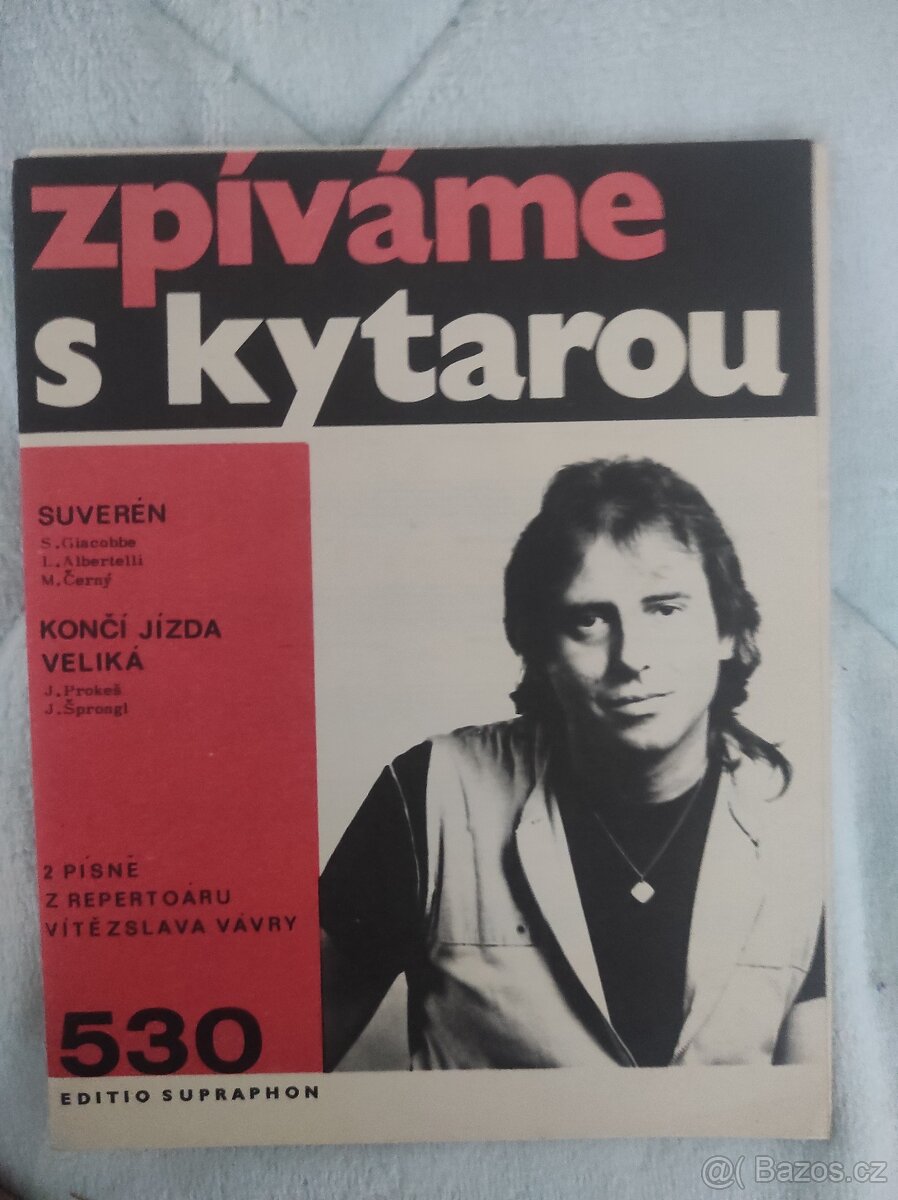 zpíváme
s kytarou
SUVERÉN
S.Giacobbe
L.Albertelli
M.Černý
KONČÍ JÍZDA
VELIKÁ
J.Prokeš
J.Šprongl
2 PÍSNĚ
Z REPERTOÁRU
VÍTĚZSLAVA VÁVRY
530
EDITIO SUPRAPHON
@( Bazos.cz